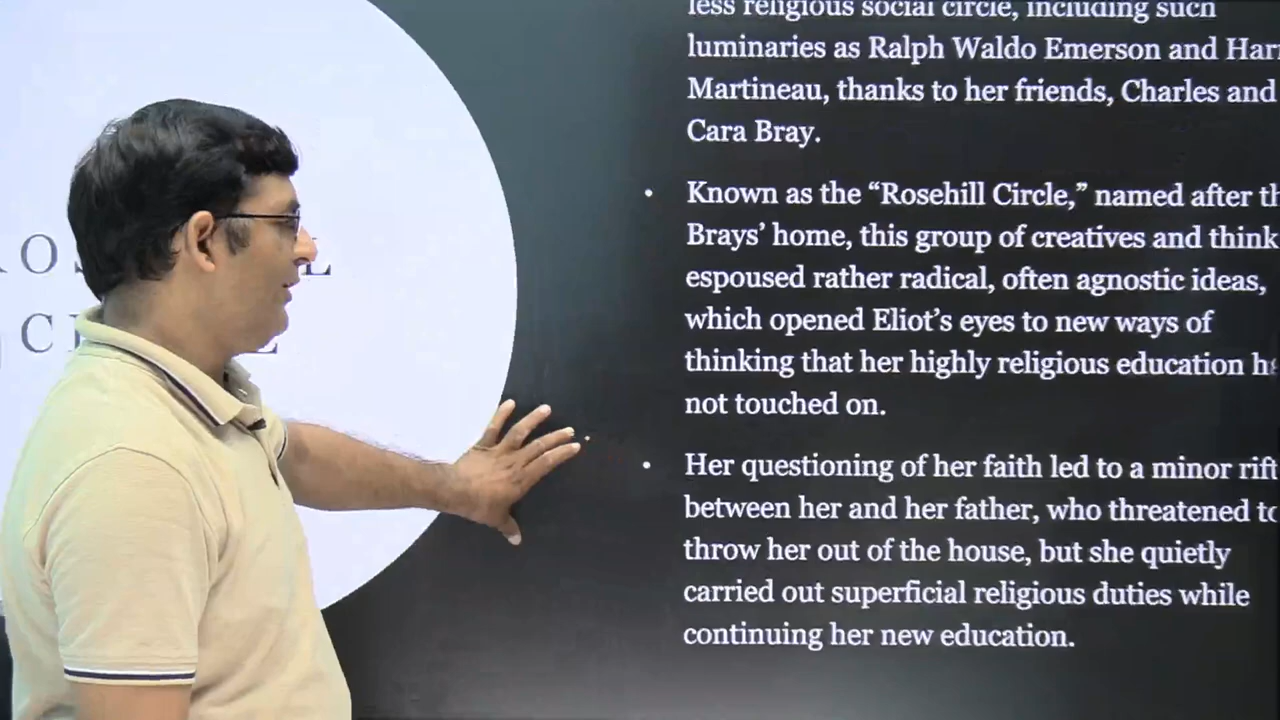 less religious social circle, including such
luminaries as Ralph Waldo Emerson and
Martineau, thanks to her friends, Charles and
Cara Bray.
• Known as the “Rosehill Circle,” named after
Brays’ home, this group of creatives and
espoused rather radical, often agnostic ideas,
which opened Eliot’s eyes to new ways of
thinking that her highly religious education
not touched on.
• Her questioning of her faith led to a minor rift
between her and her father, who threatened
throw her out of the house, but she quietly
carried out superficial religious duties while
continuing her new education.